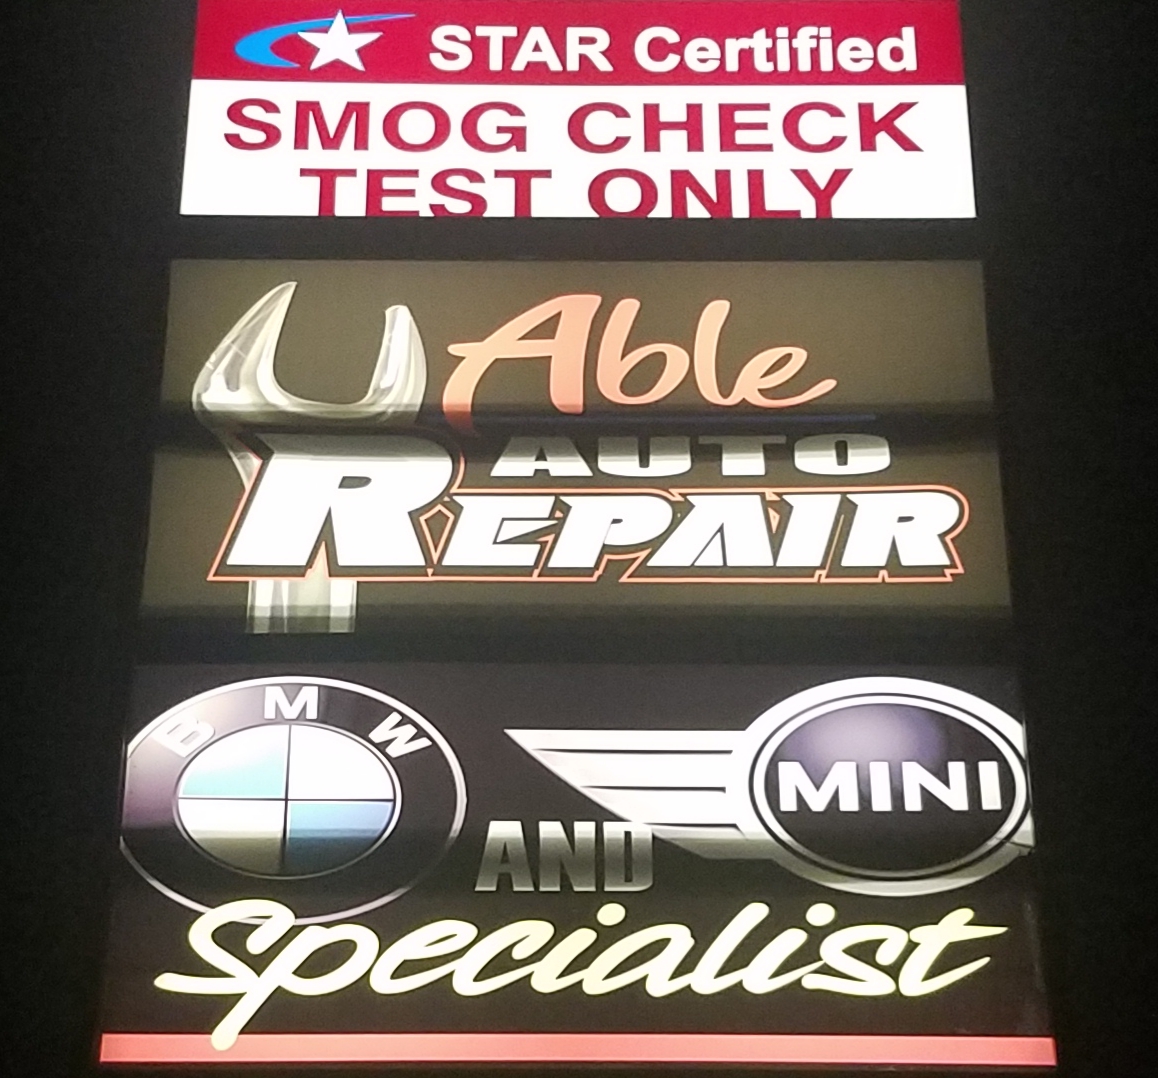 STAR Certified
SMOG CHECK
TEST ONLY
Able
AUTO
REPAIR
BMW
MINI
AND
Specialist